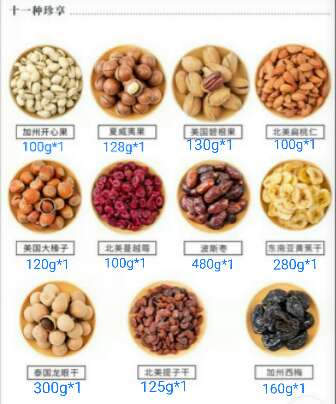 十一种珍享
加州开心果
夏威夷果
美国碧根果
北美扁桃仁
100g*1
128g*1
130g*1
100g*1
美国大榛子
北美蔓越莓
波斯枣
东南亚黄蕉干
120g*1
100g*1
480g*1
280g*1
泰国龙眼干
北美提子干
加州西梅
300g*1
125g*1
160g*1